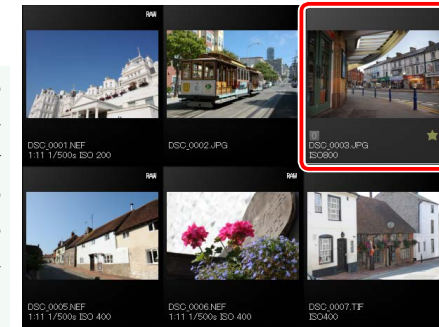 RAW
DSC_0001.NEF
1:11 1/500s ISO 200
DSC_0002.JPG
DSC_0003.JPG
ISO800
RAW
DSC_0005.NEF
1:11 1/500s ISO 400
RAW
DSC_0006.NEF
1:11 1/500s ISO 400
DSC_0007.TIF
ISO400